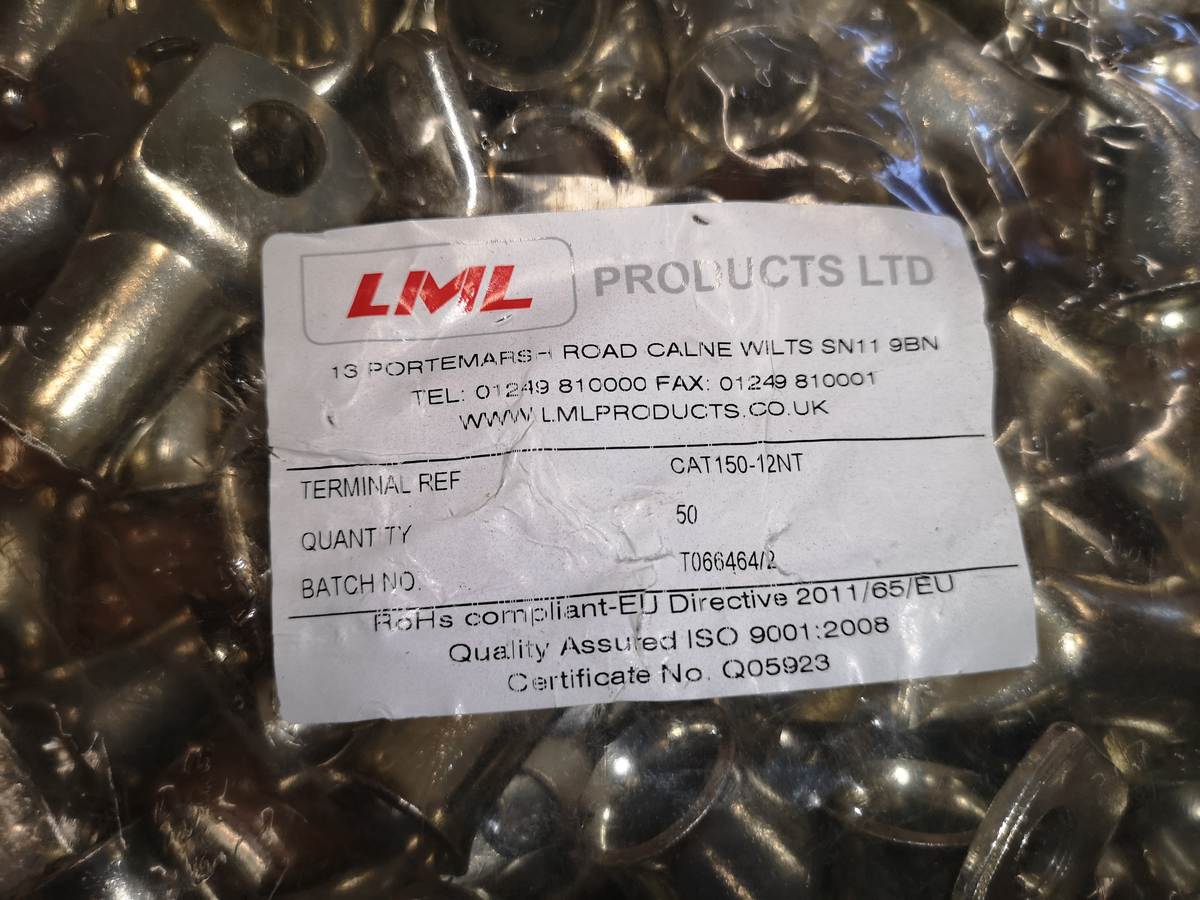 LML PRODUCTS LTD
13 PORTEMARSH ROAD CALNE WILTS SN11 9BN
TEL: 01249 810000 FAX: 01249 810001
WWW.LMLPRODUCTS.CO.UK
TERMINAL REF CAT150-12NT
QUANTITY 50
BATCH NO. T066464/2
RoHs compliant-EU Directive 2011/65/EU
Quality Assured ISO 9001:2008
Certificate No. Q05923